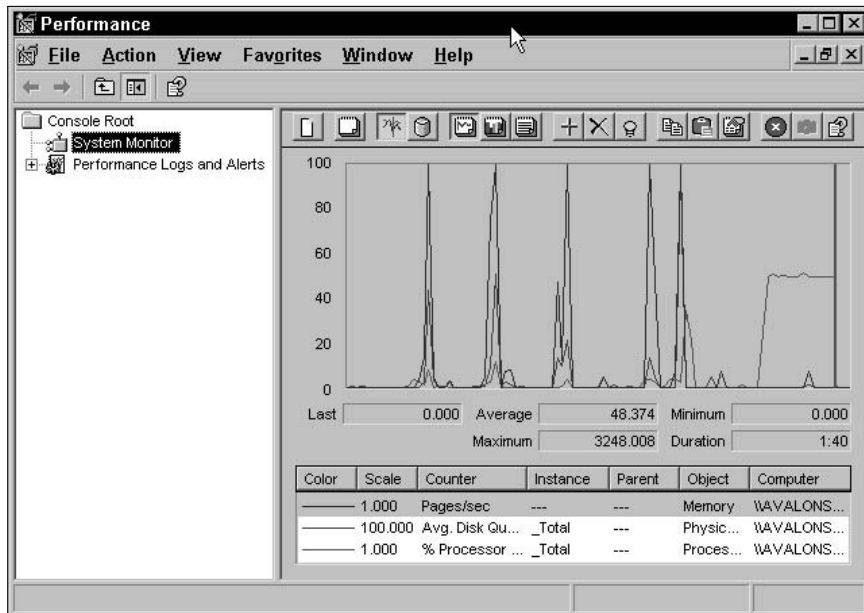 Performance
File Action View Favorites Window Help
Console Root
System Monitor
Performance Logs and Alerts
100
80
60
40
20
0
Last 0.000 Average 48.374 Minimum 0.000
Maximum 3248.008 Duration 1:40
Color Scale Counter Instance Parent Object Computer
1.000 Pages/sec --- --- Memory \\AVALONS...
100.000 Avg. Disk Qu... _Total --- Physic... \\AVALONS...
1.000 % Processor ... _Total --- Proces... \\AVALONS...